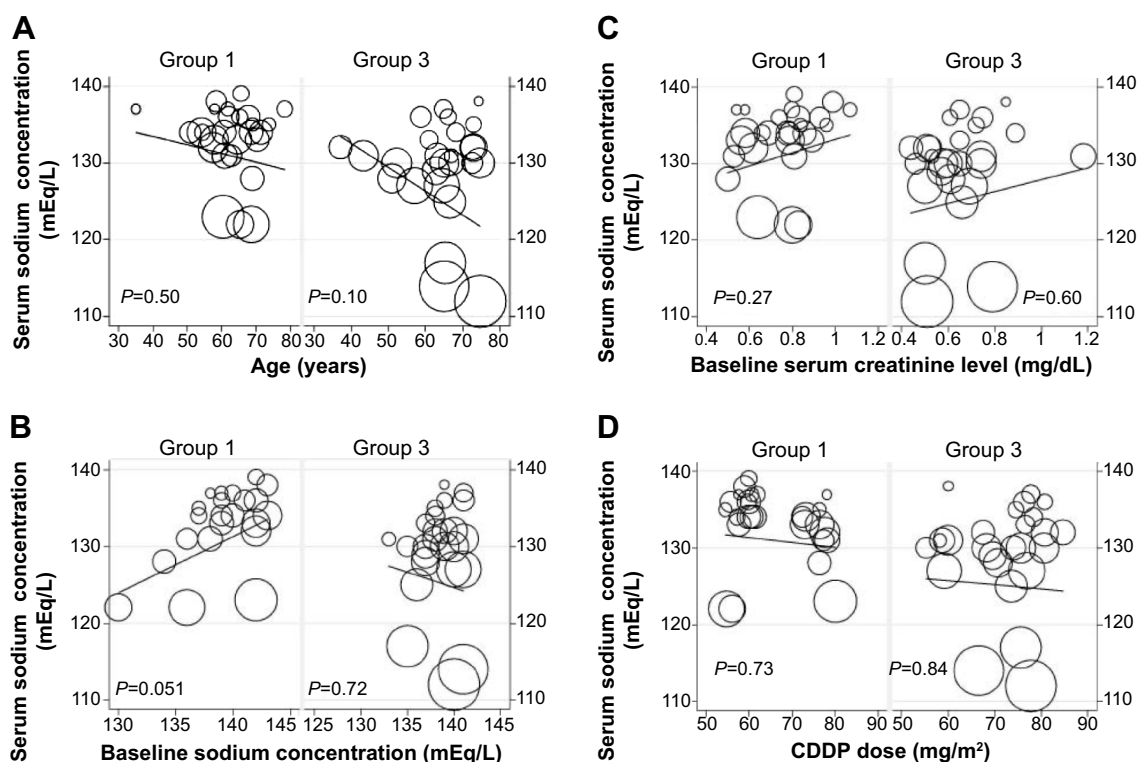 A
Group 1 Group 3
Serum sodium concentration
(mEq/L)
140 140
130 130
120 120
110 110
P=0.50 P=0.10
30 40 50 60 70 80 30 40 50 60 70 80
Age (years)
C
Group 1 Group 3
Serum sodium concentration
(mEq/L)
140 140
130 130
120 120
110 110
P=0.27 P=0.60
0.4 0.6 0.8 1 1.2 0.4 0.6 0.8 1 1.2
Baseline serum creatinine level (mg/dL)
B
Group 1 Group 3
Serum sodium concentration
(mEq/L)
140 140
130 130
120 120
110 110
P=0.051 P=0.72
130 135 140 145 125 130 135 140 145
Baseline sodium concentration (mEq/L)
D
Group 1 Group 3
Serum sodium concentration
(mEq/L)
140 140
130 130
120 120
110 110
P=0.73 P=0.84
50 60 70 80 90 50 60 70 80 90
CDDP dose (mg/m²)